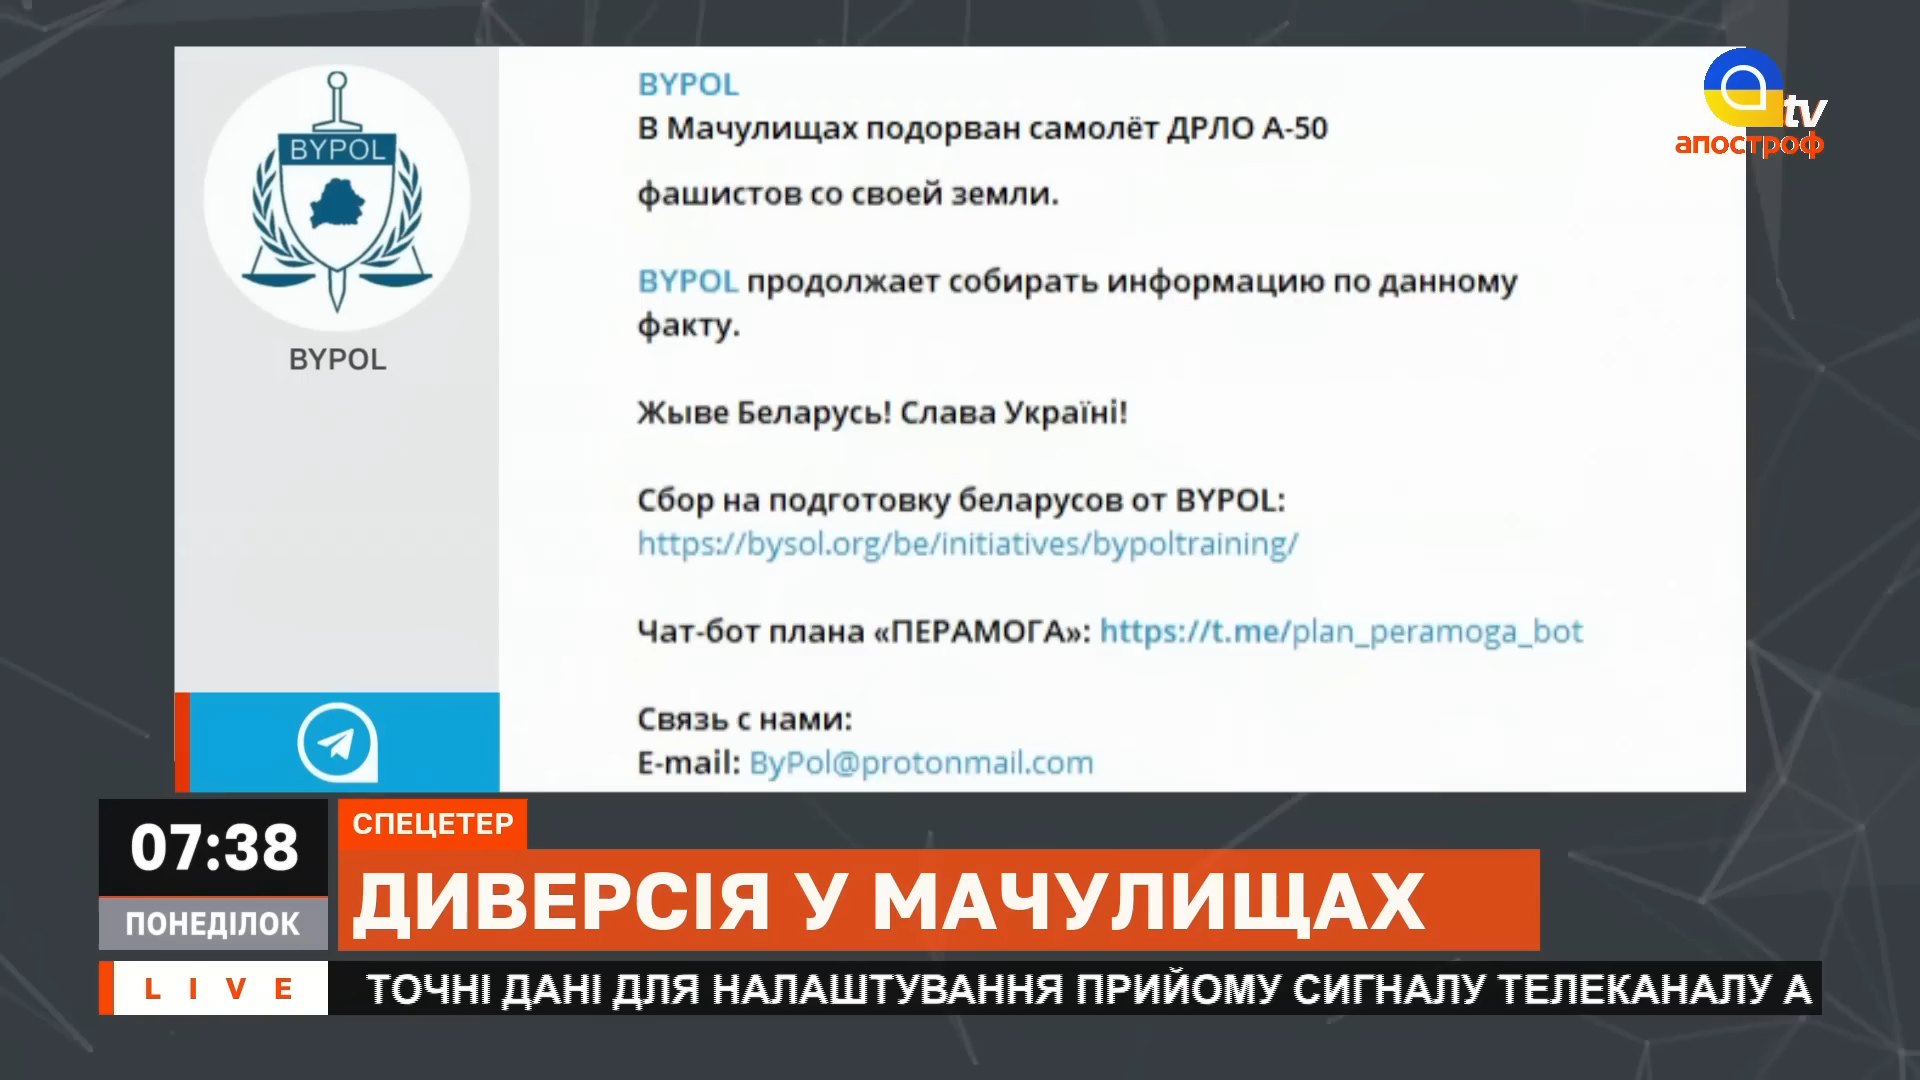 BYPOL
В Мачулищах подорван самолёт ДРЛО А-50
фашистов со своей земли.
BYPOL продолжает собирать информацию по данному
факту.
Жыве Беларусь! Слава Україні!
Сбор на подготовку беларусов от BYPOL:
https://bysol.org/be/initiatives/bypoltraining/
Чат-бот плана «ПЕРАМОГА»: https://t.me/plan_peramoga_bot
Связь с нами:
E-mail: ByPol@protonmail.com
BYPOL
BYPOL
tv
апостроф
07:38
ПОНЕДІЛОК
СПЕЦЕТЕР
ДИВЕРСІЯ У МАЧУЛИЩАХ
LIVE
ТОЧНІ ДАНІ ДЛЯ НАЛАШТУВАННЯ ПРИЙОМУ СИГНАЛУ ТЕЛЕКАНАЛУ А